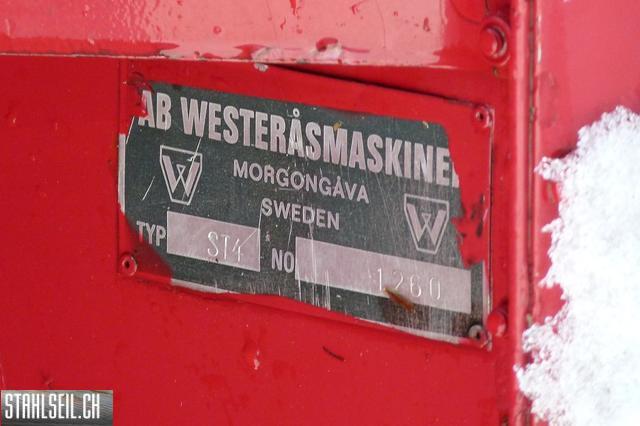 AB WESTERÅSMASKINE
MORGONGÅVA
SWEDEN
W W
TYP ST4 NO 1260
STAHLSEIL.CH